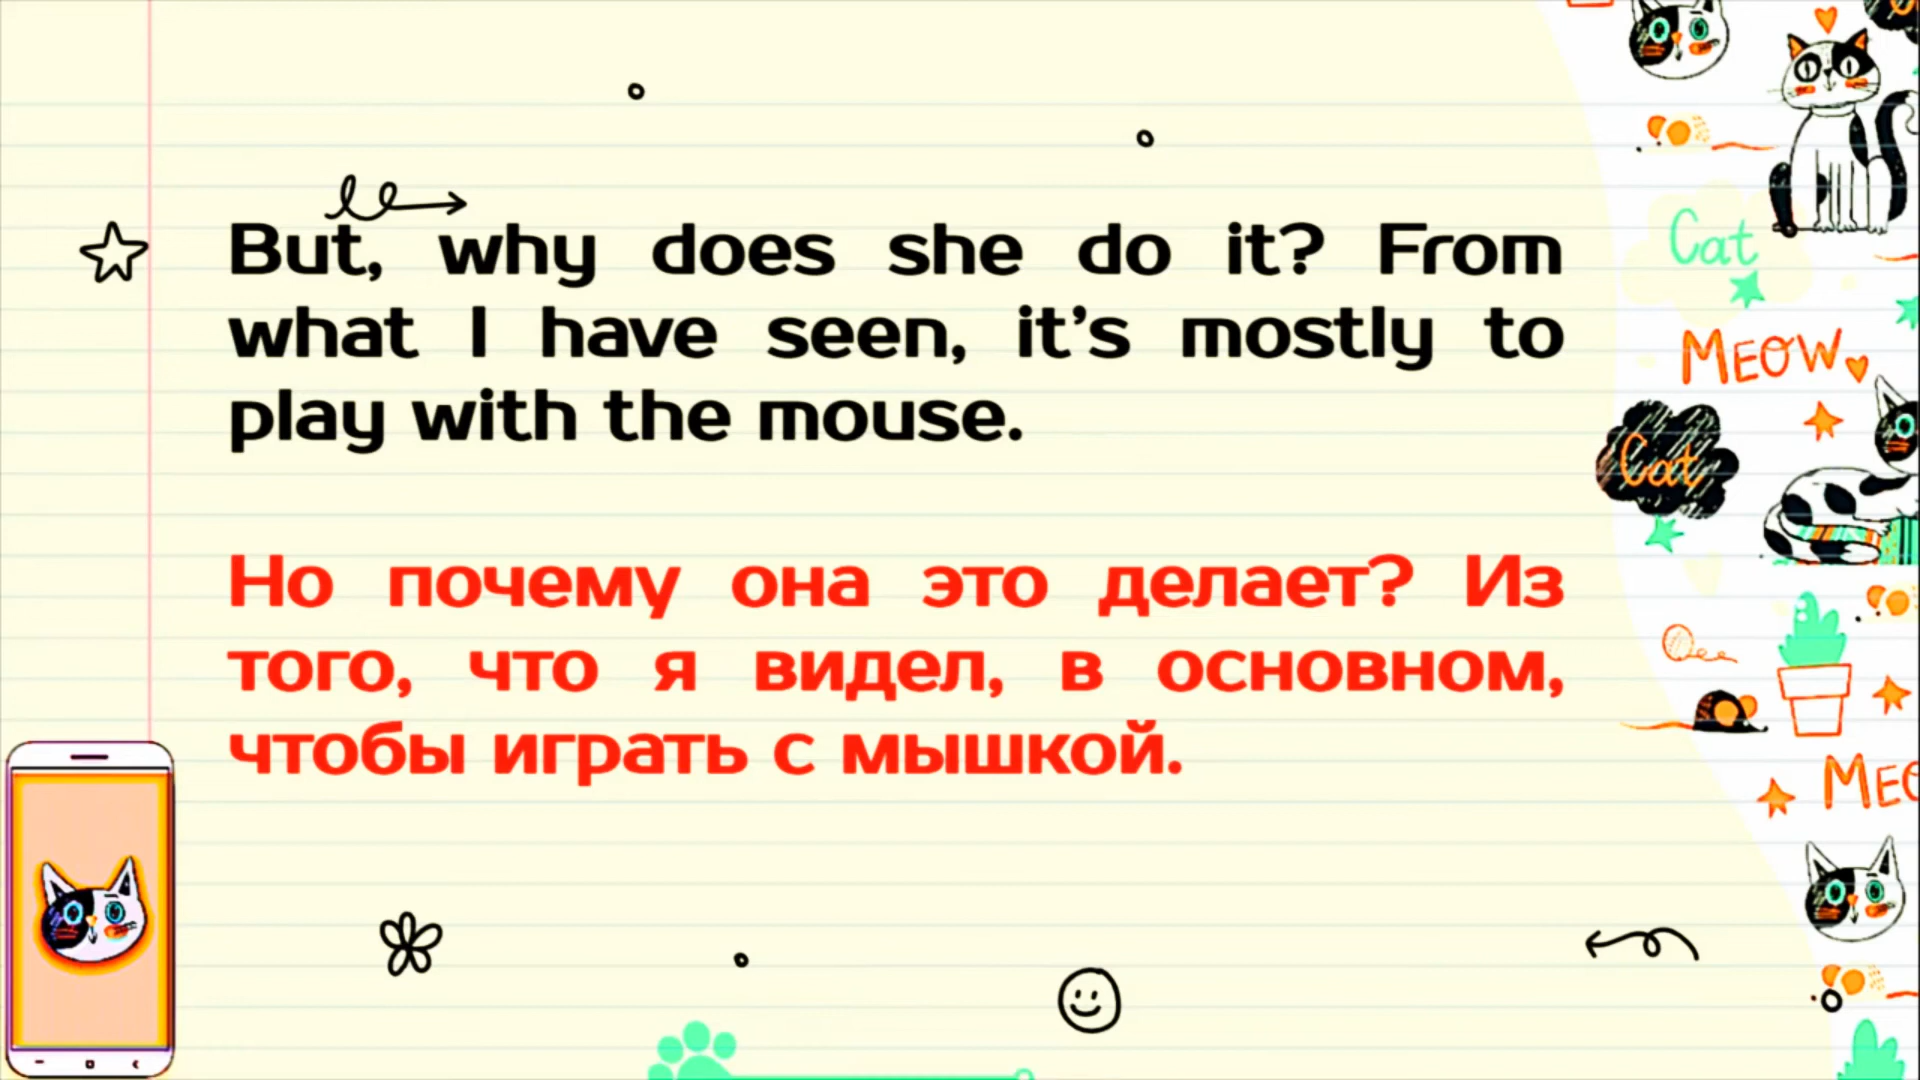 But, why does she do it? From
what I have seen, it’s mostly to
play with the mouse.
Но почему она это делает? Из
того, что я видел, в основном,
чтобы играть с мышкой.
Cat
MEOW
Cat